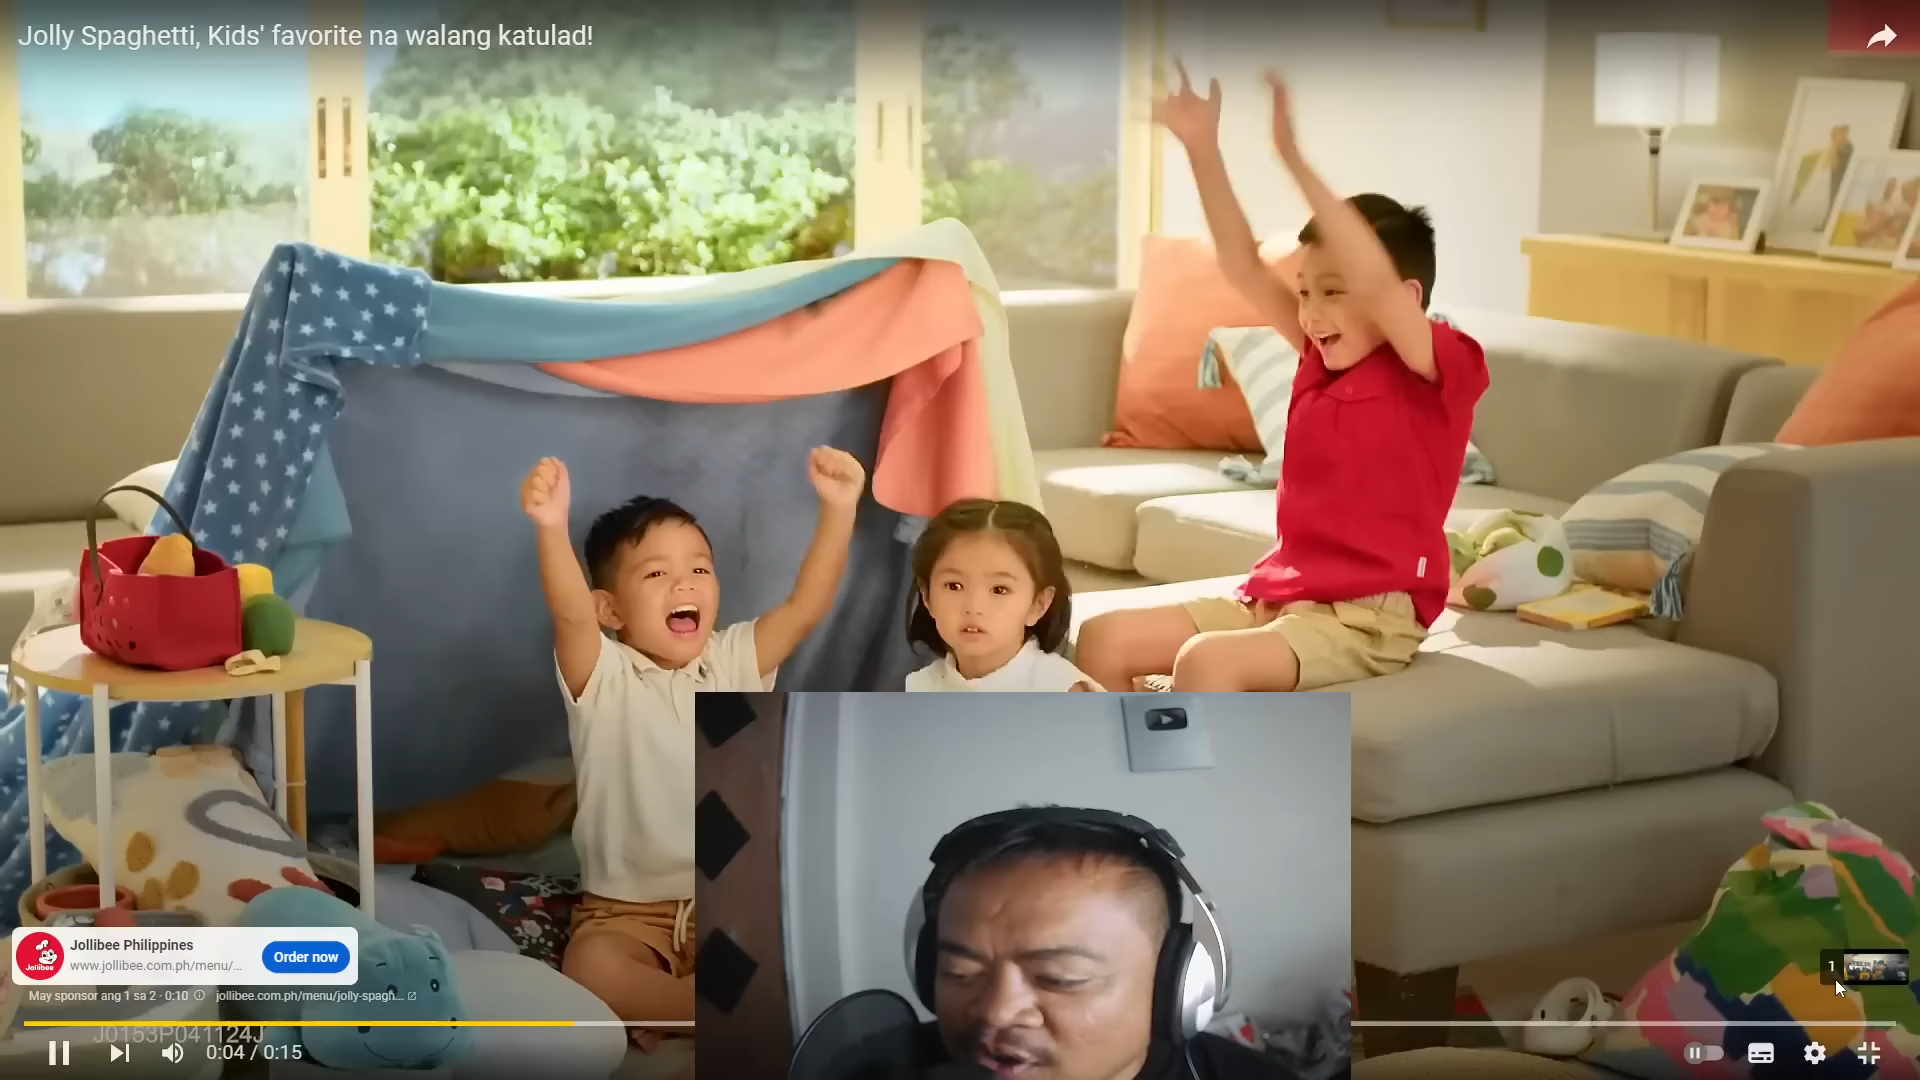 Jolly Spaghetti, Kids' favorite na walang katulad!
Jollibee
Jollibee Philippines
www.jollibee.com.ph/menu/...
Order now
May sponsor ang 1 sa 2 · 0:10
jollibee.com.ph/menu/jolly-spagh...
J0153P041124J
0:04 / 0:15
1